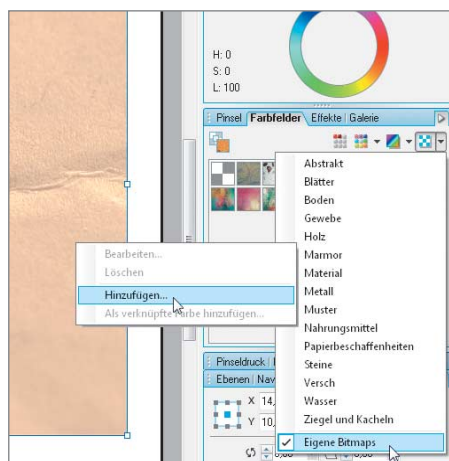 H: 0
S: 0
L: 100
Pinsel Farbfelder Effekte Galerie
Abstrakt
Blätter
Boden
Gewebe
Holz
Marmor
Material
Metall
Muster
Nahrungsmittel
Papierbeschaffenheiten
Steine
Versch
Wasser
Ziegel und Kacheln
Eigene Bitmaps
Bearbeiten...
Löschen
Hinzufügen...
Als verknüpfte Farbe hinzufügen...
Pinseldruck
Ebenen Nav
X 14,
Y 10,